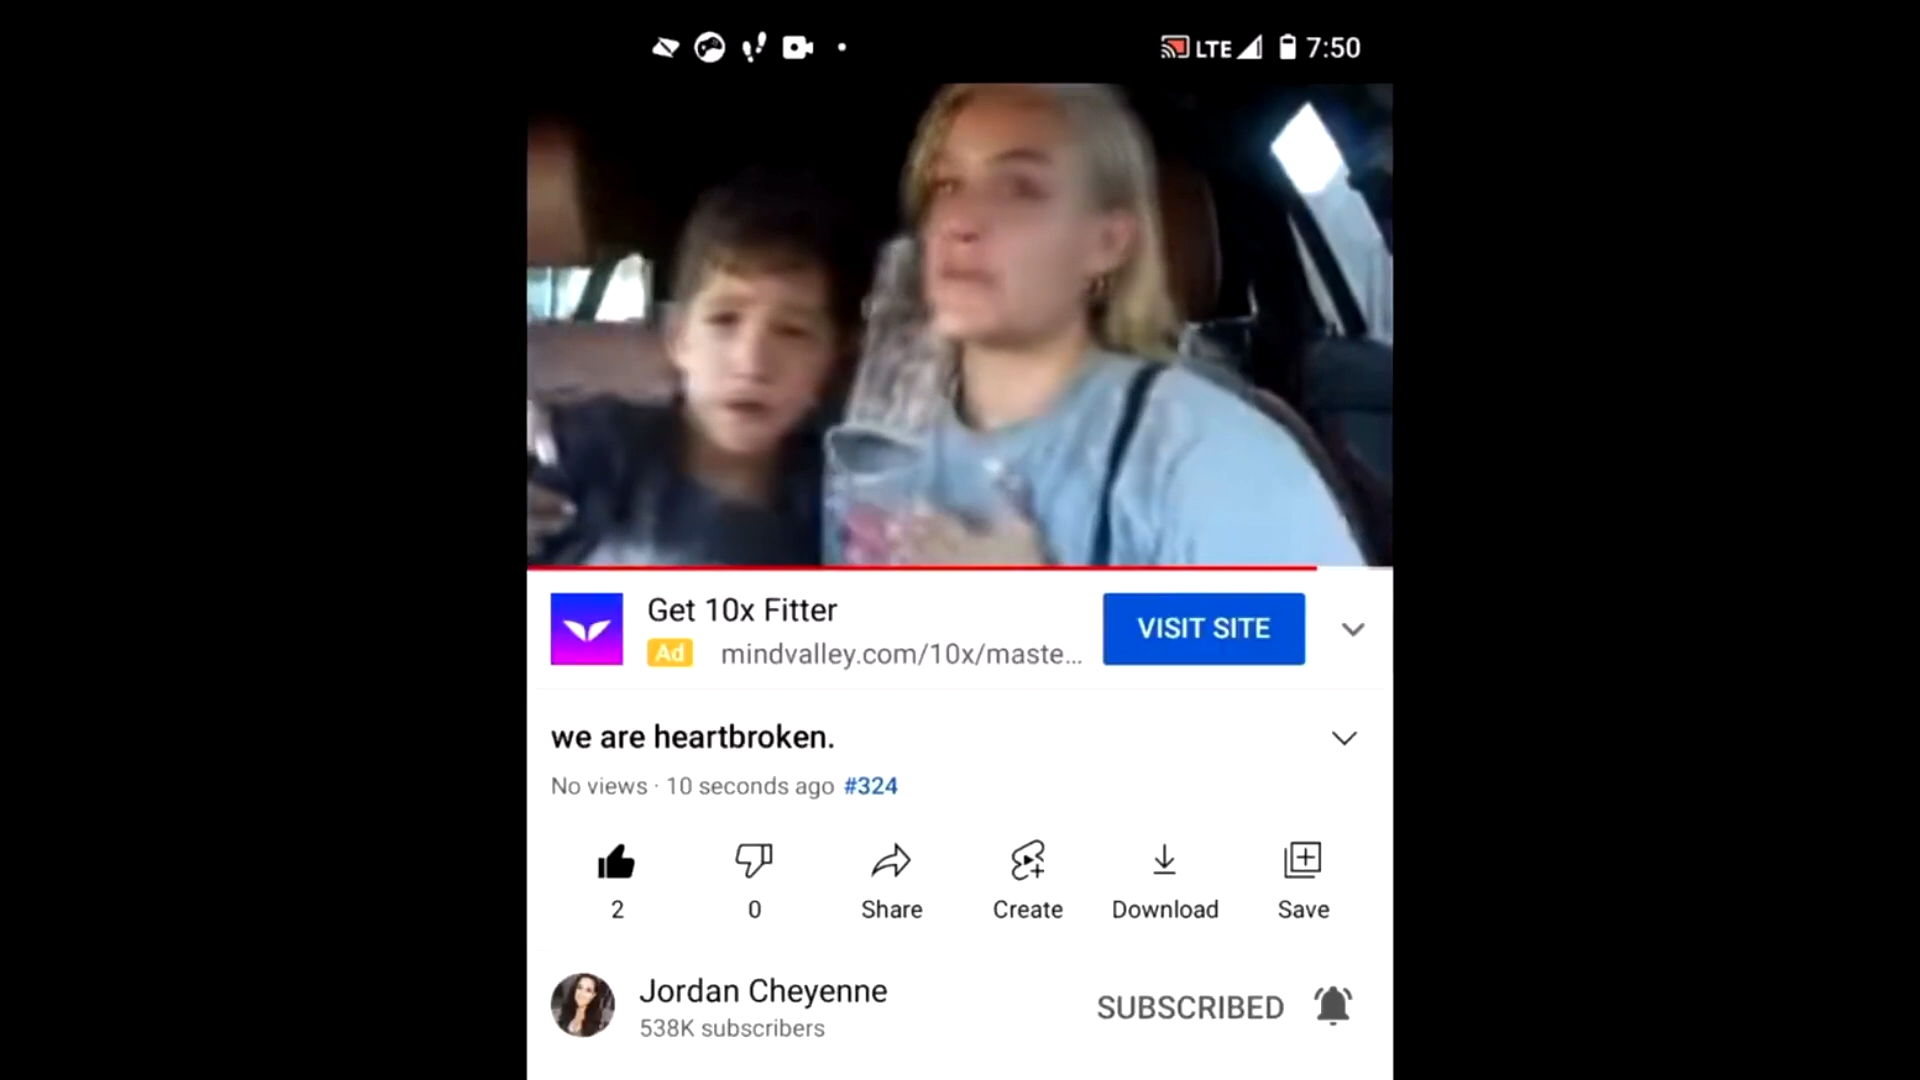 LTE 7:50
Get 10x Fitter
Ad mindvalley.com/10x/maste...
VISIT SITE
we are heartbroken.
No views · 10 seconds ago #324
2 0 Share Create Download Save
Jordan Cheyenne
538K subscribers
SUBSCRIBED